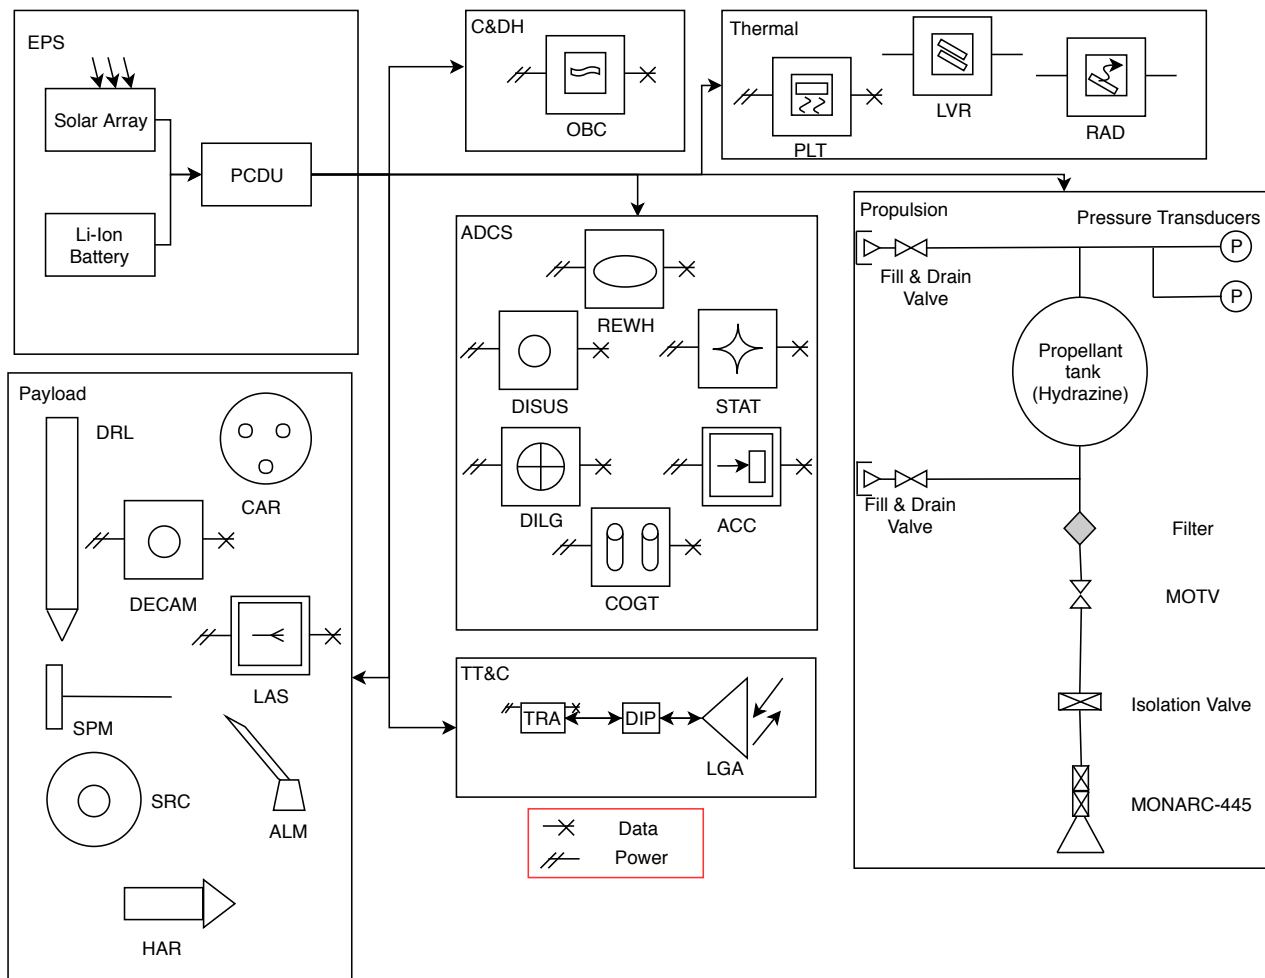 EPS
Solar Array
Li-Ion
Battery
PCDU
C&DH
OBC
Thermal
PLT
LVR
RAD
ADCS
REWH
DISUS
STAT
DILG
ACC
COGT
Propulsion
Pressure Transducers
P
P
Fill & Drain
Valve
Propellant
tank
(Hydrazine)
Fill & Drain
Valve
Filter
MOTV
Isolation Valve
MONARC-445
Payload
DRL
CAR
DECAM
LAS
SPM
SRC
ALM
HAR
TT&C
TRA
DIP
LGA
Data
Power